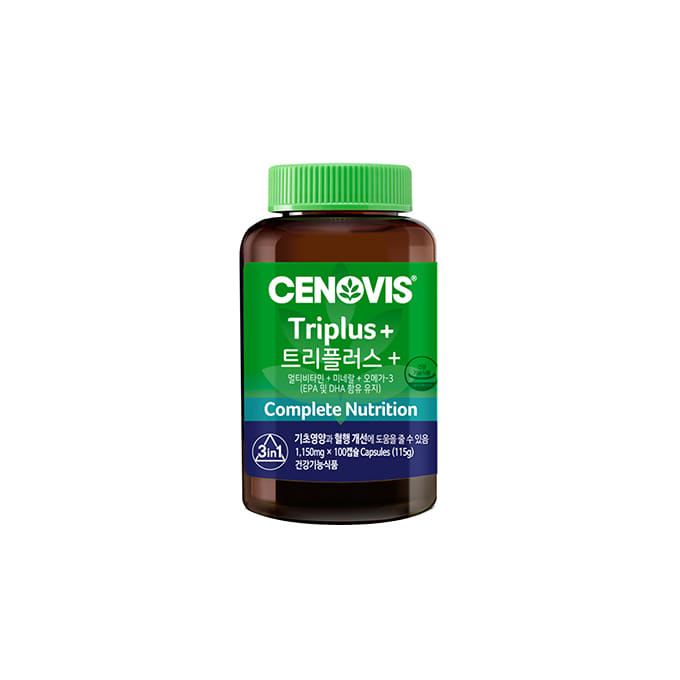 CENOVIS®
Triplus +
트리플러스 +
멀티비타민 + 미네랄 + 오메가-3
(EPA 및 DHA 함유 유지)
Complete Nutrition
3in1
기초영양과 혈행 개선에 도움을 줄 수 있음
1,150mg × 100캡슐 Capsules (115g)
건강기능식품